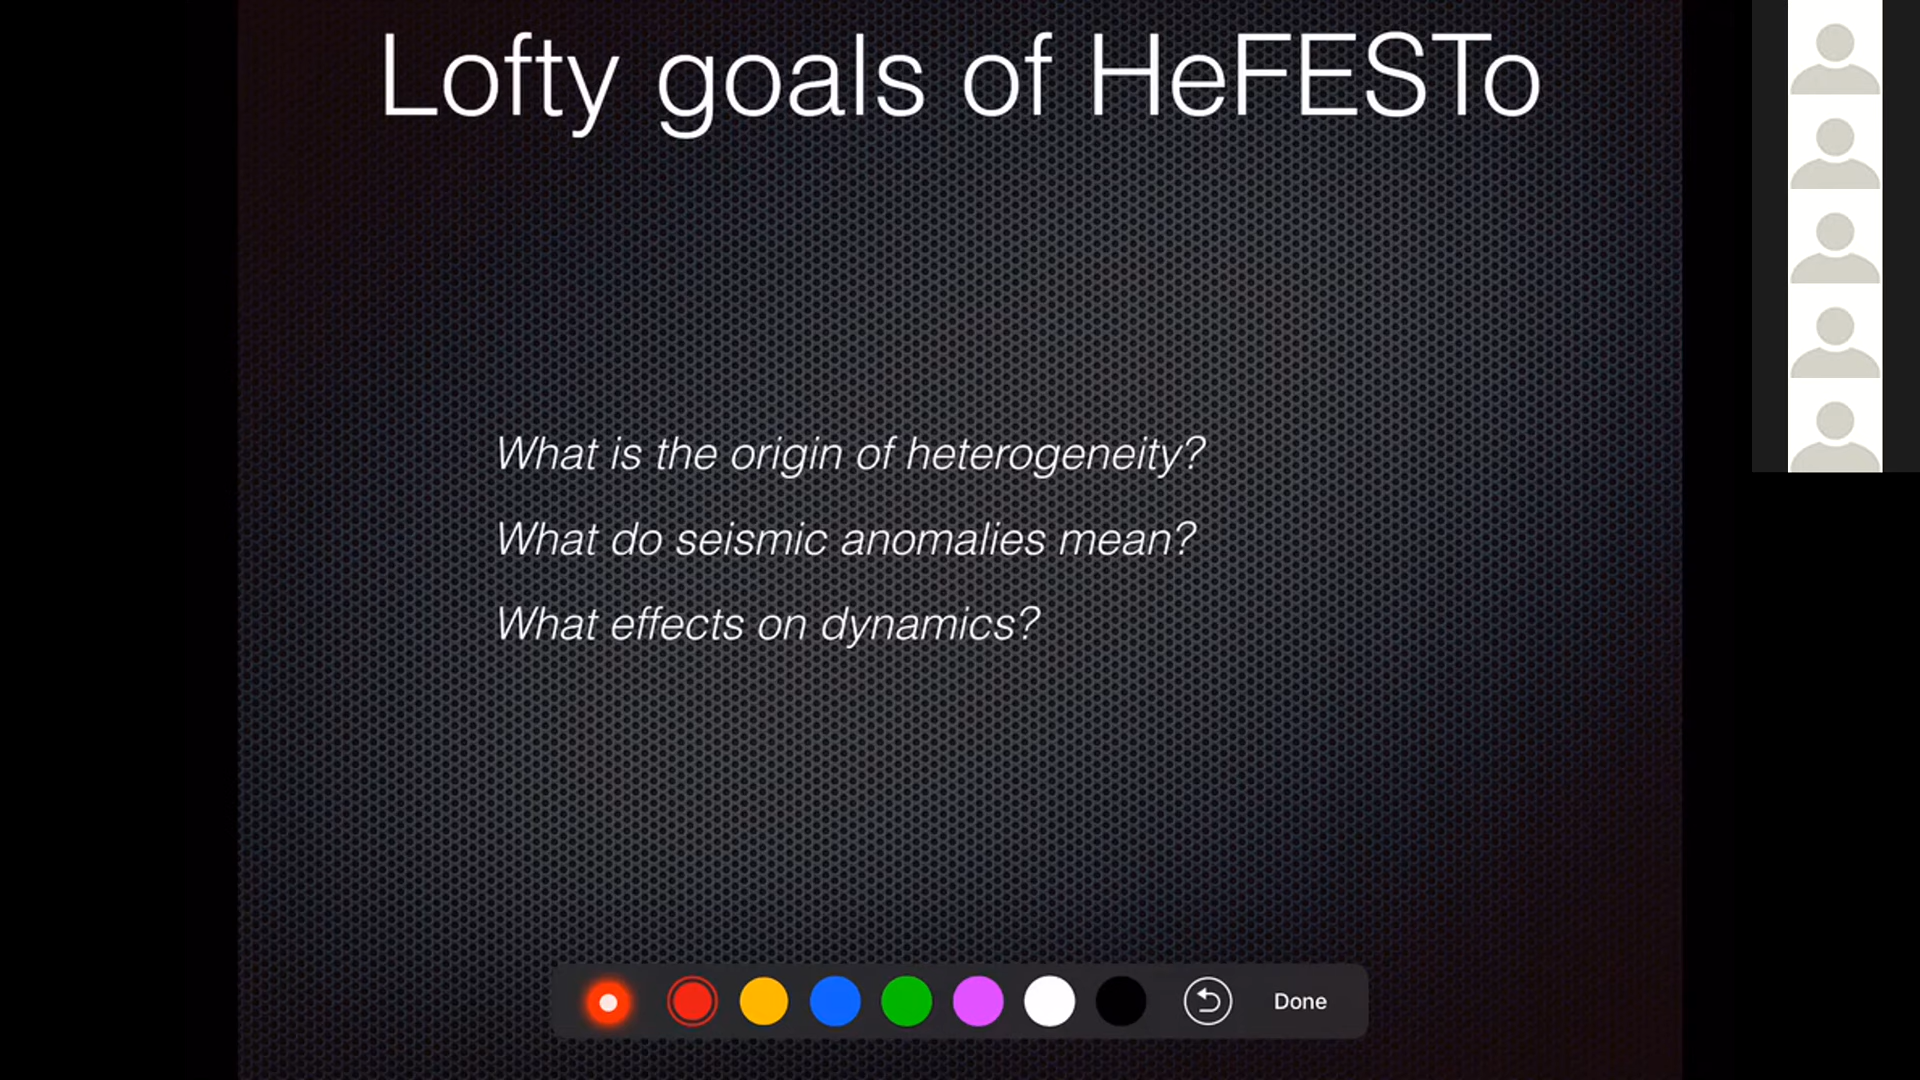 Lofty goals of HeFESTo
What is the origin of heterogeneity?
What do seismic anomalies mean?
What effects on dynamics?
Done